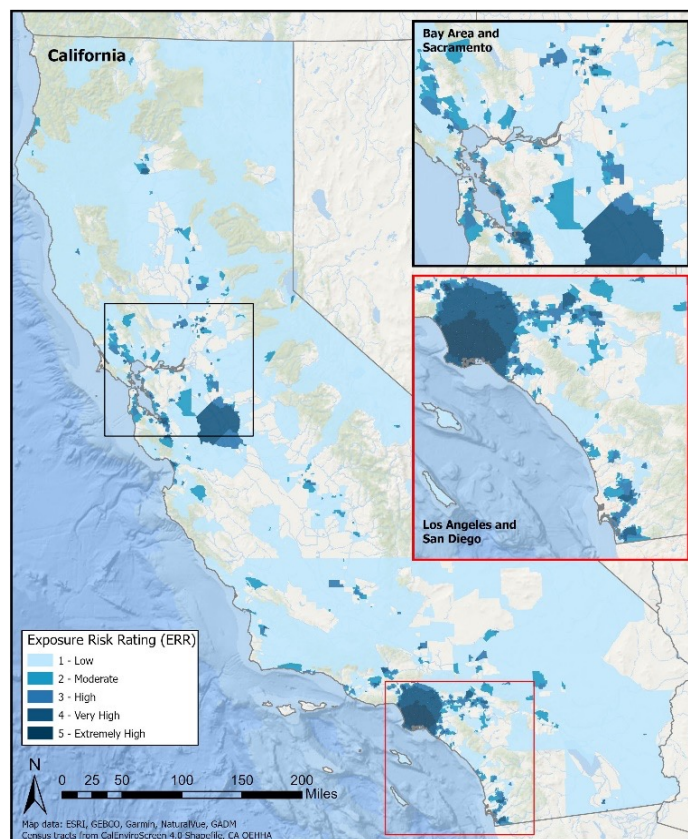 California
Bay Area and
Sacramento
Los Angeles and
San Diego
Exposure Risk Rating (ERR)
1 - Low
2 - Moderate
3 - High
4 - Very High
5 - Extremely High
N
0 25 50 100 150 200
Miles
Map data: ESRI, GEBCO, Garmin, NaturalVue, GADM
Census tracts from CalEnviroScreen 4.0 Shapefile, CA OEHHA